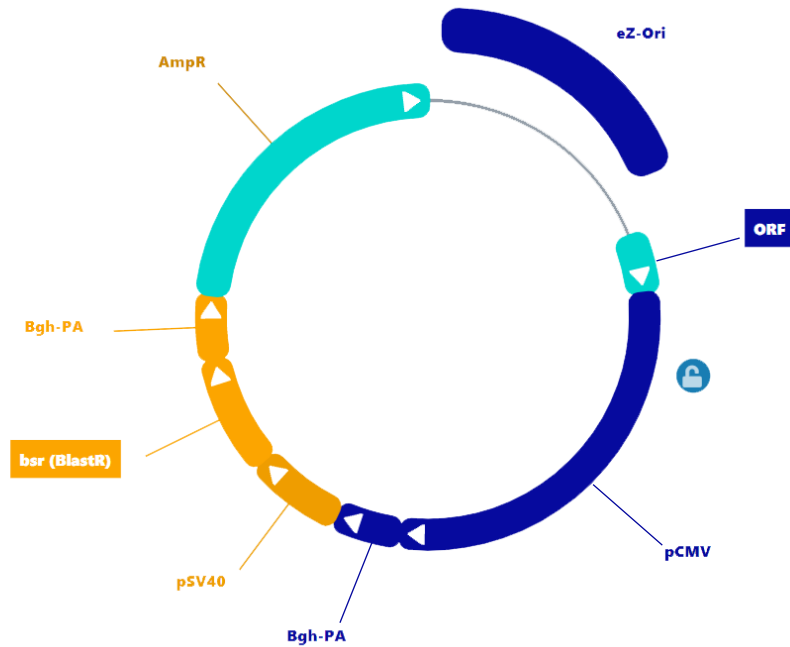 eZ-Ori
AmpR
ORF
Bgh-PA
bsr (BlastR)
pCMV
pSV40
Bgh-PA